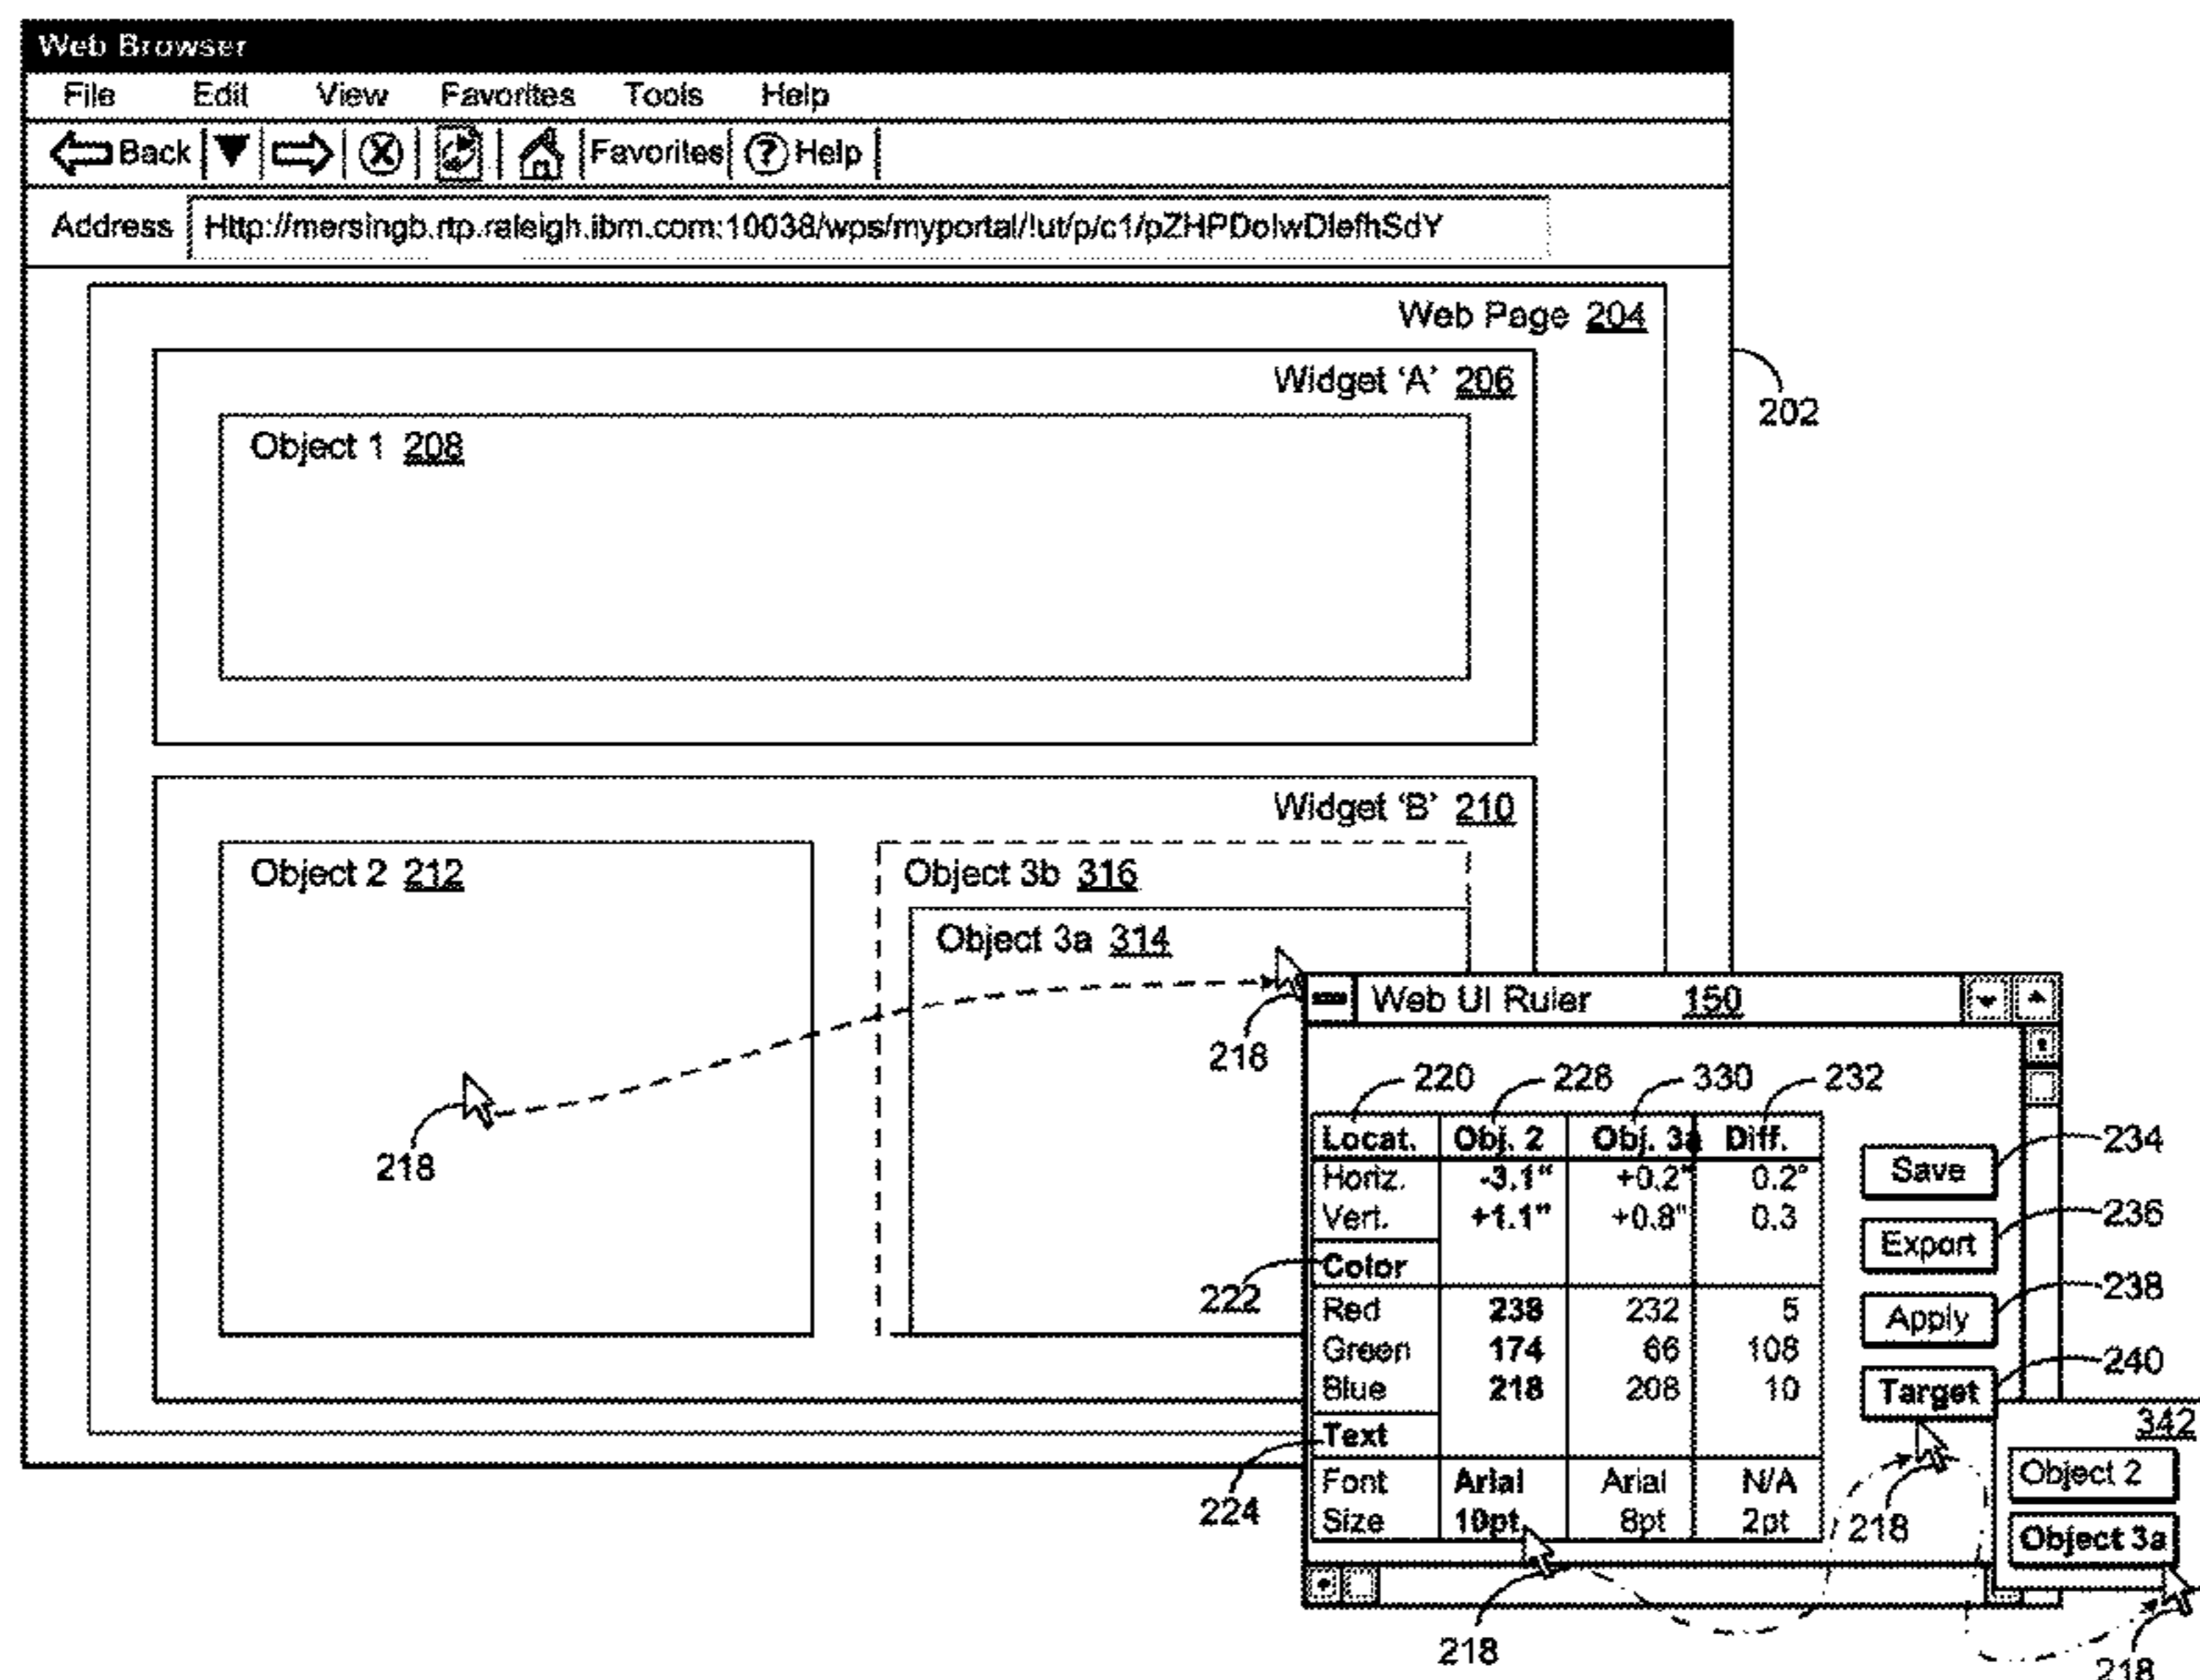 Web Browser
File Edit View Favorites Tools Help
Back Favorites ? Help
Address Http://mersingb.rtp.raleigh.ibm.com:10038/wps/myportal/!ut/p/c1/pZHPDoIwDIefhSdY
Web Page 204
Widget 'A' 206
202
Object 1 208
Widget 'B' 210
Object 2 212
Object 3b 316
Object 3a 314
Web UI Ruler 150
218
218
220 228 330 232
Locat. Obj. 2 Obj. 3a Diff.
234
Horiz. -3.1" +0.2" 0.2"
Save
Vert. +1.1" +0.8" 0.3
236
Export
Color
222
238
Red 238 232 5
Apply
Green 174 66 108
240
Blue 218 208 10
Target
342
Text
Object 2
Font Arial Arial N/A
224
218
Size 10pt 8pt 2pt
Object 3a
218
218